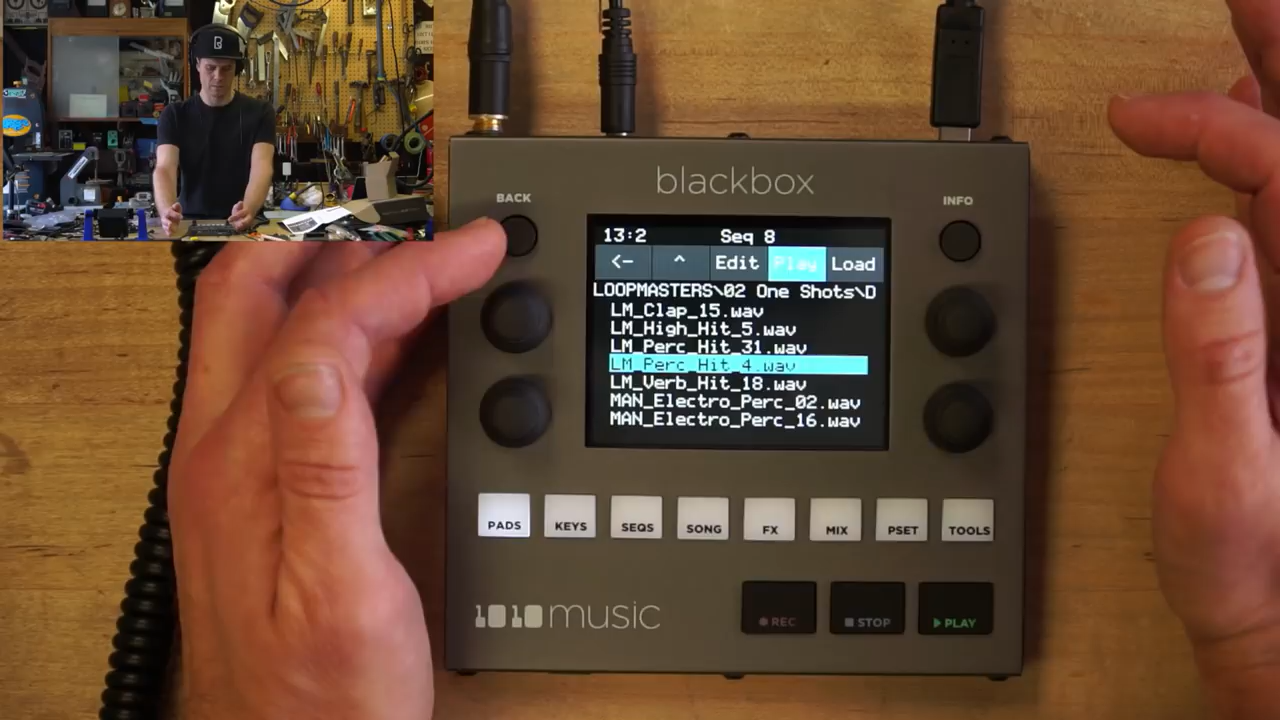 blackbox
BACK
INFO
13:2 Seq 8
<- ^ Edit Play Load
LOOPMASTERS\02 One Shots\D
LM_Clap_15.wav
LM_High_Hit_5.wav
LM_Perc_Hit_31.wav
LM_Perc_Hit_4.wav
LM_Verb_Hit_18.wav
MAN_Electro_Perc_02.wav
MAN_Electro_Perc_16.wav
PADS KEYS SEQS SONG FX MIX PSET TOOLS
1010music
REC STOP PLAY